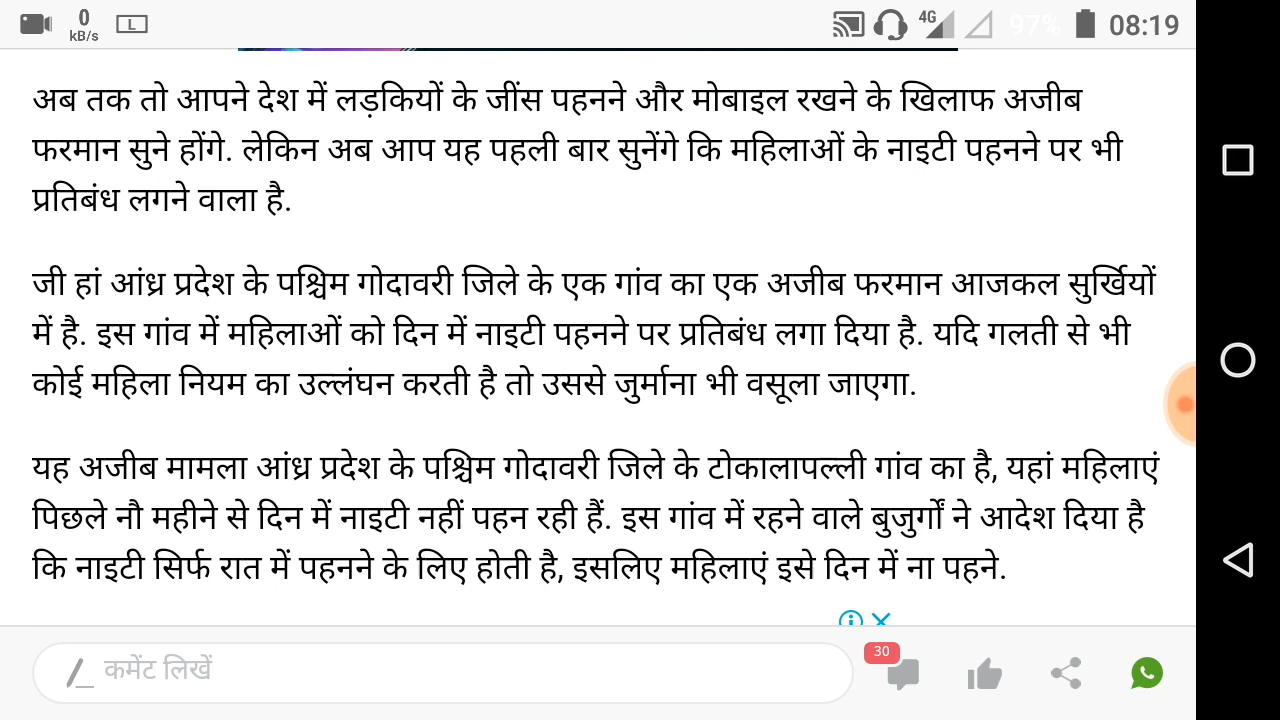 0
kB/s
L
4G
97%
08:19
अब तक तो आपने देश में लड़कियों के जींस पहनने और मोबाइल रखने के खिलाफ अजीब
फरमान सुने होंगे. लेकिन अब आप यह पहली बार सुनेंगे कि महिलाओं के नाइटी पहनने पर भी
प्रतिबंध लगने वाला है.
जी हां आंध्र प्रदेश के पश्चिम गोदावरी जिले के एक गांव का एक अजीब फरमान आजकल सुर्खियों
में है. इस गांव में महिलाओं को दिन में नाइटी पहनने पर प्रतिबंध लगा दिया है. यदि गलती से भी
कोई महिला नियम का उल्लंघन करती है तो उससे जुर्माना भी वसूला जाएगा.
यह अजीब मामला आंध्र प्रदेश के पश्चिम गोदावरी जिले के टोकालापल्ली गांव का है, यहां महिलाएं
पिछले नौ महीने से दिन में नाइटी नहीं पहन रही हैं. इस गांव में रहने वाले बुजुर्गों ने आदेश दिया है
कि नाइटी सिर्फ रात में पहनने के लिए होती है, इसलिए महिलाएं इसे दिन में ना पहने.
कमेंट लिखें
30